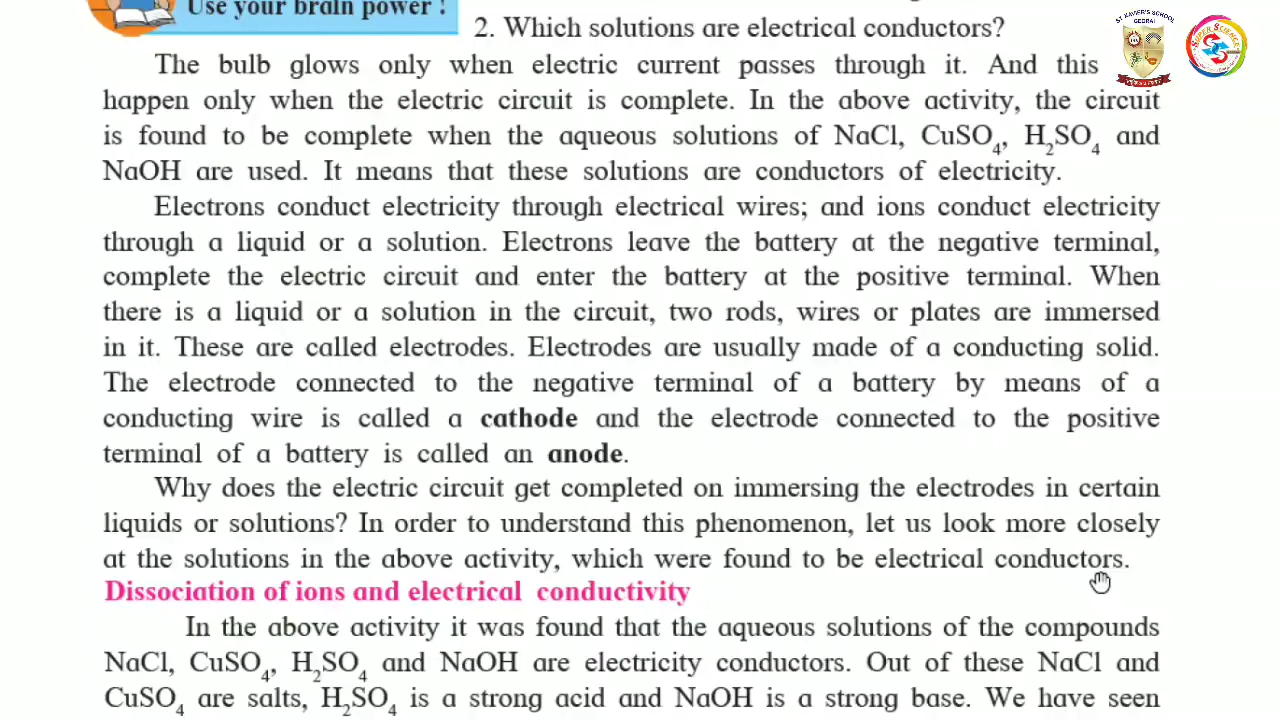 Use your brain power !
2. Which solutions are electrical conductors?
ST XAVIER'S SCHOOL
GEORAI
SUPER SCIENCE
The bulb glows only when electric current passes through it. And this
happen only when the electric circuit is complete. In the above activity, the circuit
is found to be complete when the aqueous solutions of NaCl, CuSO₄, H₂SO₄ and
NaOH are used. It means that these solutions are conductors of electricity.
Electrons conduct electricity through electrical wires; and ions conduct electricity
through a liquid or a solution. Electrons leave the battery at the negative terminal,
complete the electric circuit and enter the battery at the positive terminal. When
there is a liquid or a solution in the circuit, two rods, wires or plates are immersed
in it. These are called electrodes. Electrodes are usually made of a conducting solid.
The electrode connected to the negative terminal of a battery by means of a
conducting wire is called a cathode and the electrode connected to the positive
terminal of a battery is called an anode.
Why does the electric circuit get completed on immersing the electrodes in certain
liquids or solutions? In order to understand this phenomenon, let us look more closely
at the solutions in the above activity, which were found to be electrical conductors.
Dissociation of ions and electrical conductivity
In the above activity it was found that the aqueous solutions of the compounds
NaCl, CuSO₄, H₂SO₄ and NaOH are electricity conductors. Out of these NaCl and
CuSO₄ are salts, H₂SO₄ is a strong acid and NaOH is a strong base. We have seen